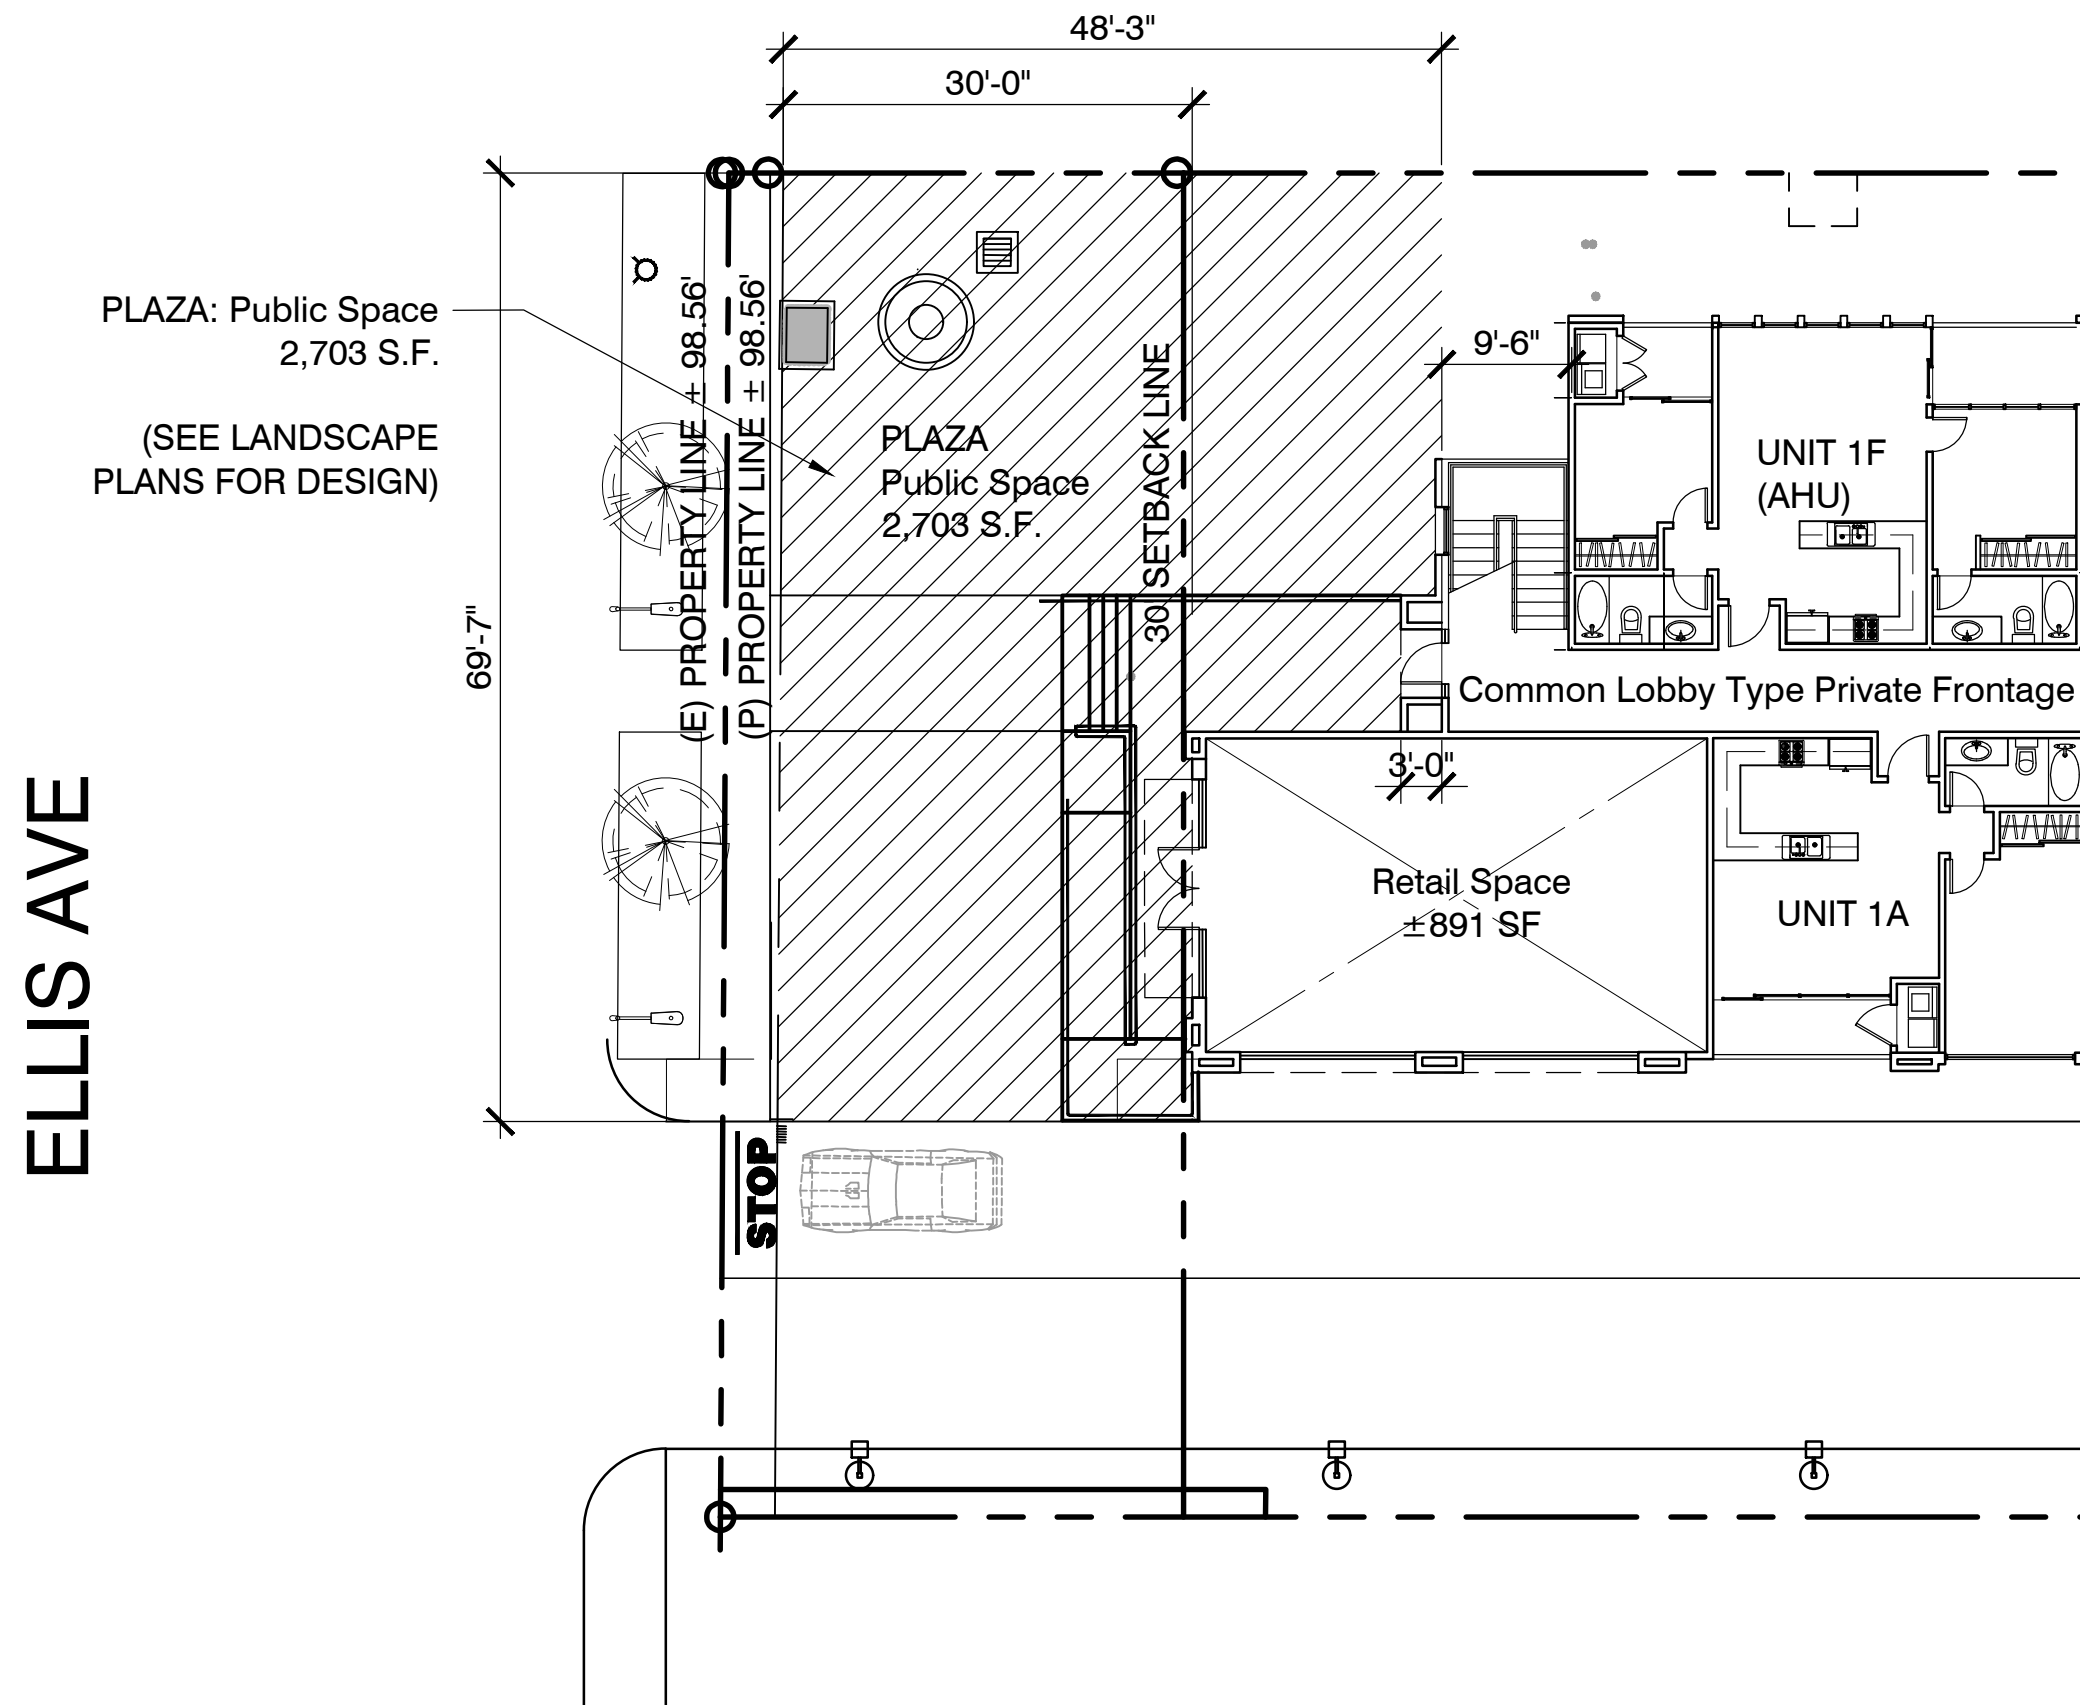 48'-3"
30'-0"
PLAZA: Public Space
2,703 S.F.
(SEE LANDSCAPE
PLANS FOR DESIGN)
69'-7"
(E) PROPERTY LINE ± 98.56'
(P) PROPERTY LINE ± 98.56'
PLAZA
Public Space
2,703 S.F.
30' SETBACK LINE
9'-6"
UNIT 1F
(AHU)
Common Lobby Type Private Frontage
3'-0"
Retail Space
±891 SF
UNIT 1A
ELLIS AVE
STOP